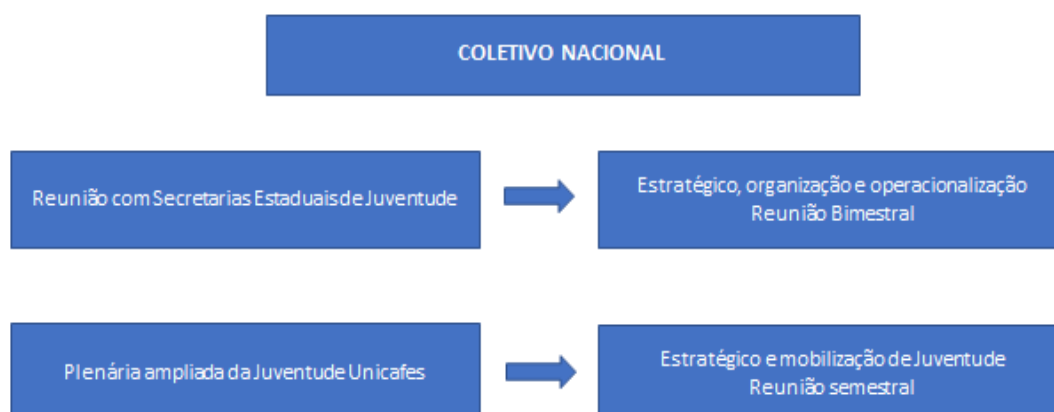 COLETIVO NACIONAL
Reunião com Secretarias Estaduais de Juventude
Estratégico, organização e operacionalização
Reunião Bimestral
Plenária ampliada da Juventude Unicafes
Estratégico e mobilização de Juventude
Reunião semestral